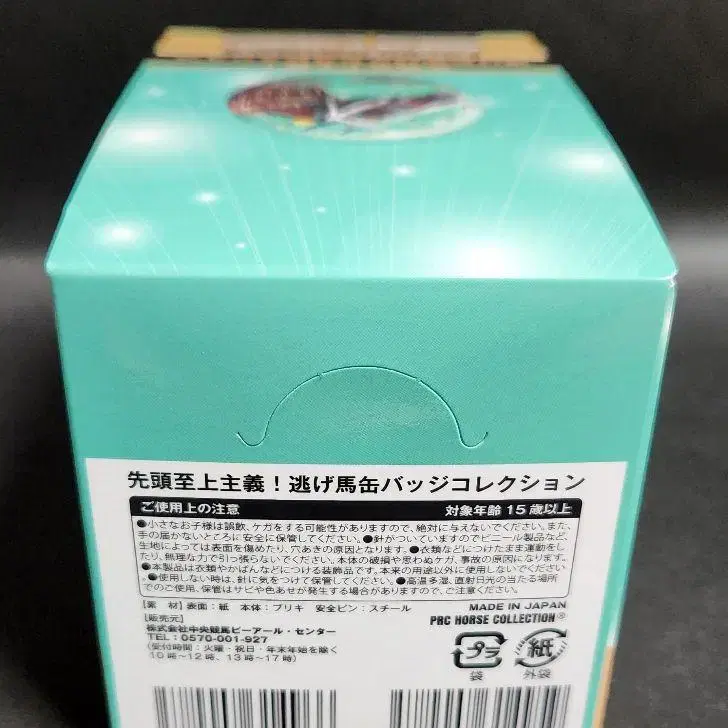 先頭至上主義！逃げ馬缶バッジコレクション
ご使用上の注意 対象年齢 15歳以上
●小さなお子様は誤飲、ケガをする可能性がありますので、絶対に与えないでください。また、
手の届かないところに安全に保管してください。●針がついていますのでビニール製品など、
生地によっては表面を傷めたり、穴あきの原因となります。●衣類などにつけたまま運動をし
たり、無理な力で引っ張らないでください。本体の破損や思わぬケガ、事故の原因になります。
●本製品は衣類やかばんなどにつける装飾品です。本来の用途以外に使用しないでください。
●使用しない時は、針に気をつけて保管してください。●高温多湿、直射日光の当たる場所
でのご使用、保管はサビや色あせが発生する場合がありますので、ご注意ください。
【素 材】表面：紙 本体：ブリキ 安全ピン：スチール
【販売元】
株式会社中央競馬ピーアール・センター
TEL：0570-001-927
(受付時間：火曜・祝日・年末年始を除く
10時〜12時、13時〜17時)
MADE IN JAPAN
PRC HORSE COLLECTION®
プラ
袋
紙
外袋